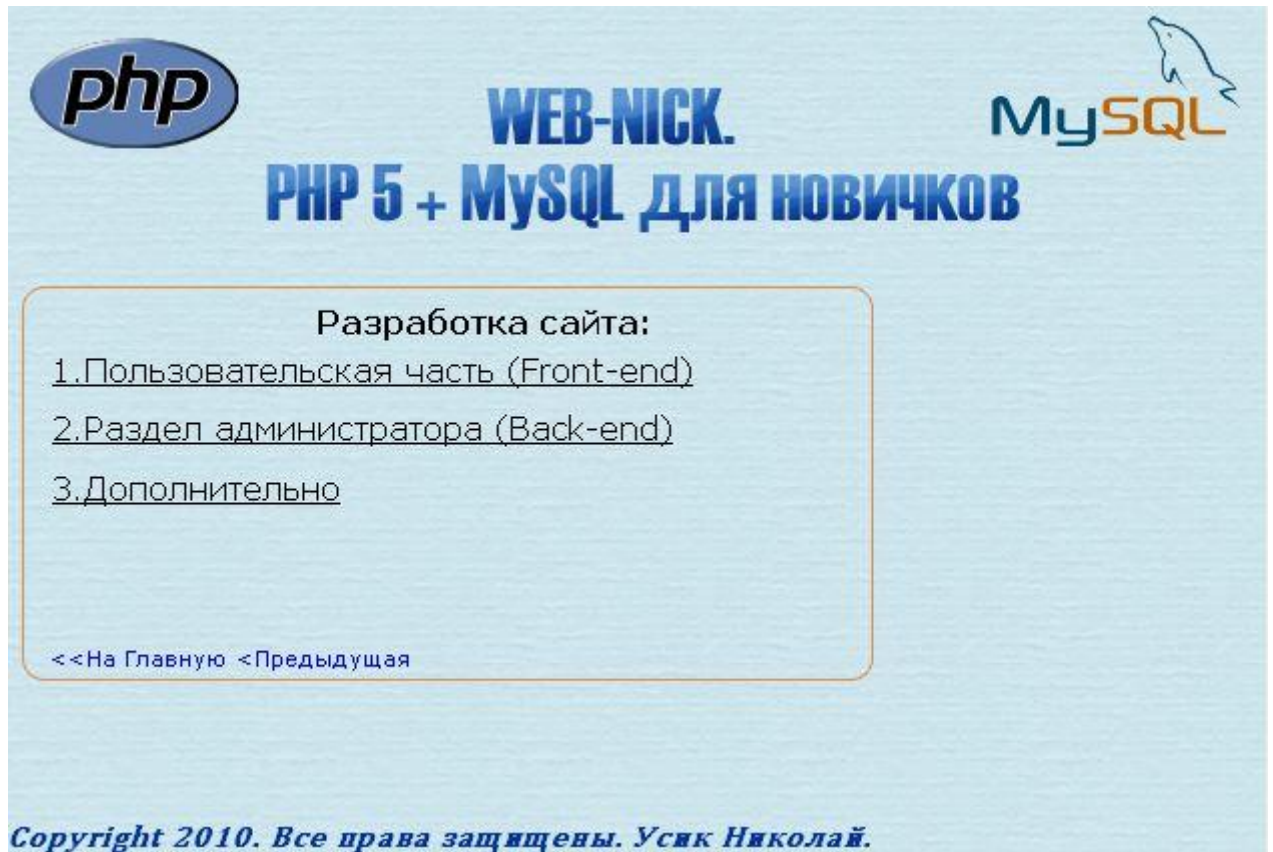 php
MySQL
WEB-NICK.
PHP 5 + MySQL для новичков
Разработка сайта:
1.Пользовательская часть (Front-end)
2.Раздел администратора (Back-end)
3.Дополнительно
<<На Главную <Предыдущая
Copyright 2010. Все права защищены. Усик Николай.